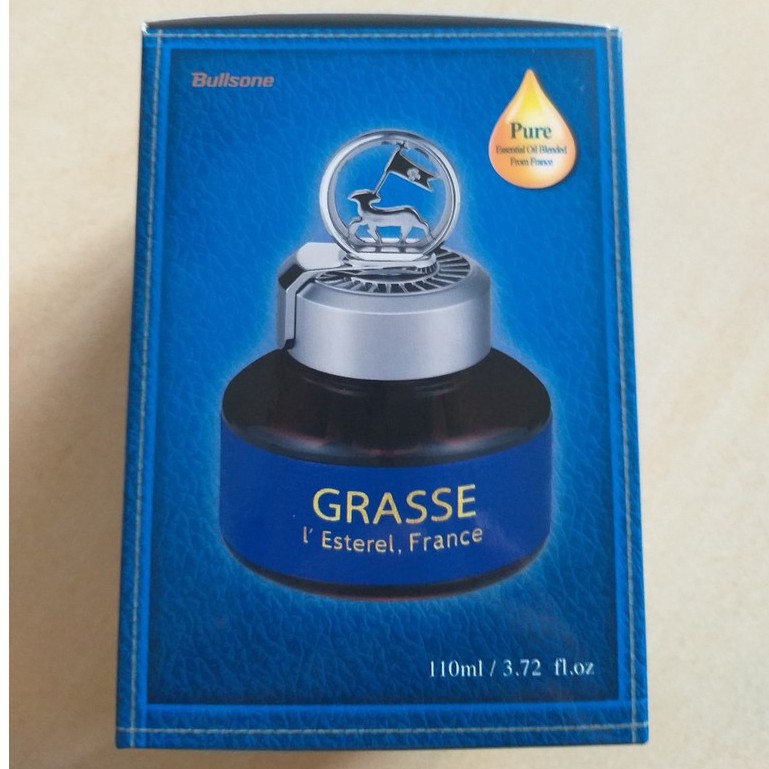 Bullsone
Pure
Essential Oil Blended
From France
GRASSE
l' Esterel, France
110ml / 3.72 fl.oz